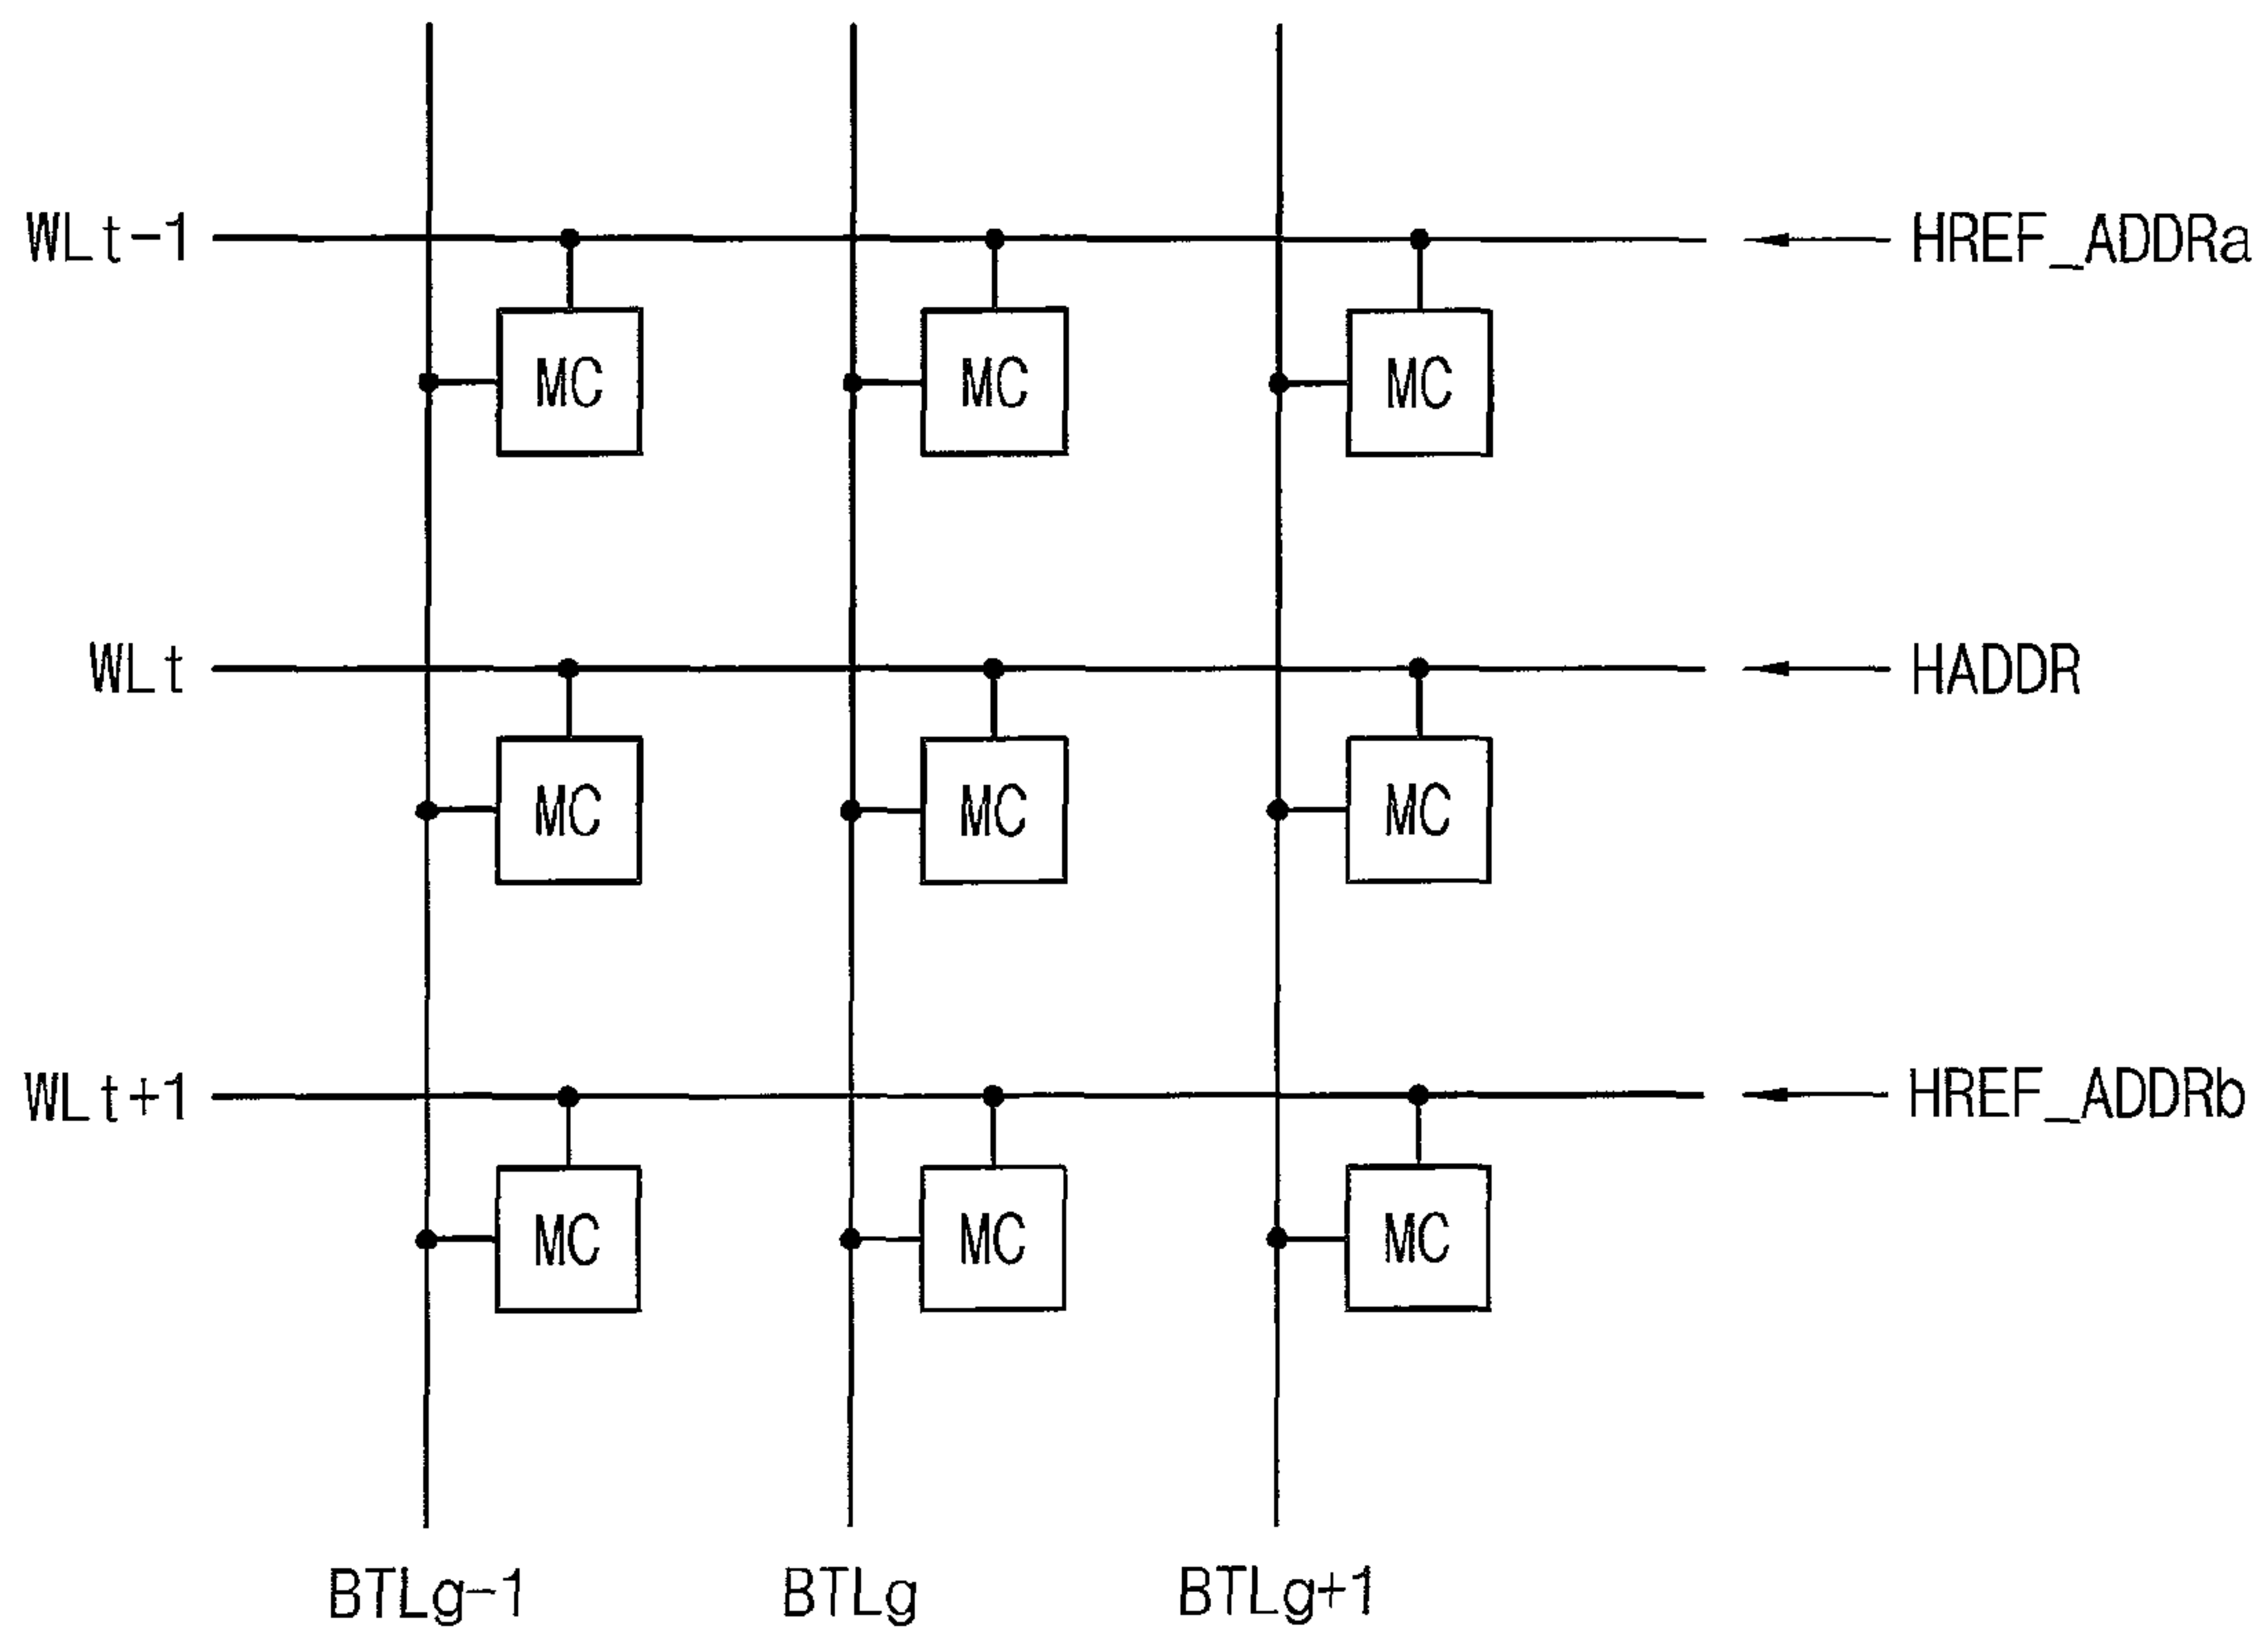 WLt-1 HREF_ADDRa
MC MC MC
WLt HADDR
MC MC MC
WLt+1 HREF_ADDRb
MC MC MC
BTLg-1 BTLg BTLg+1